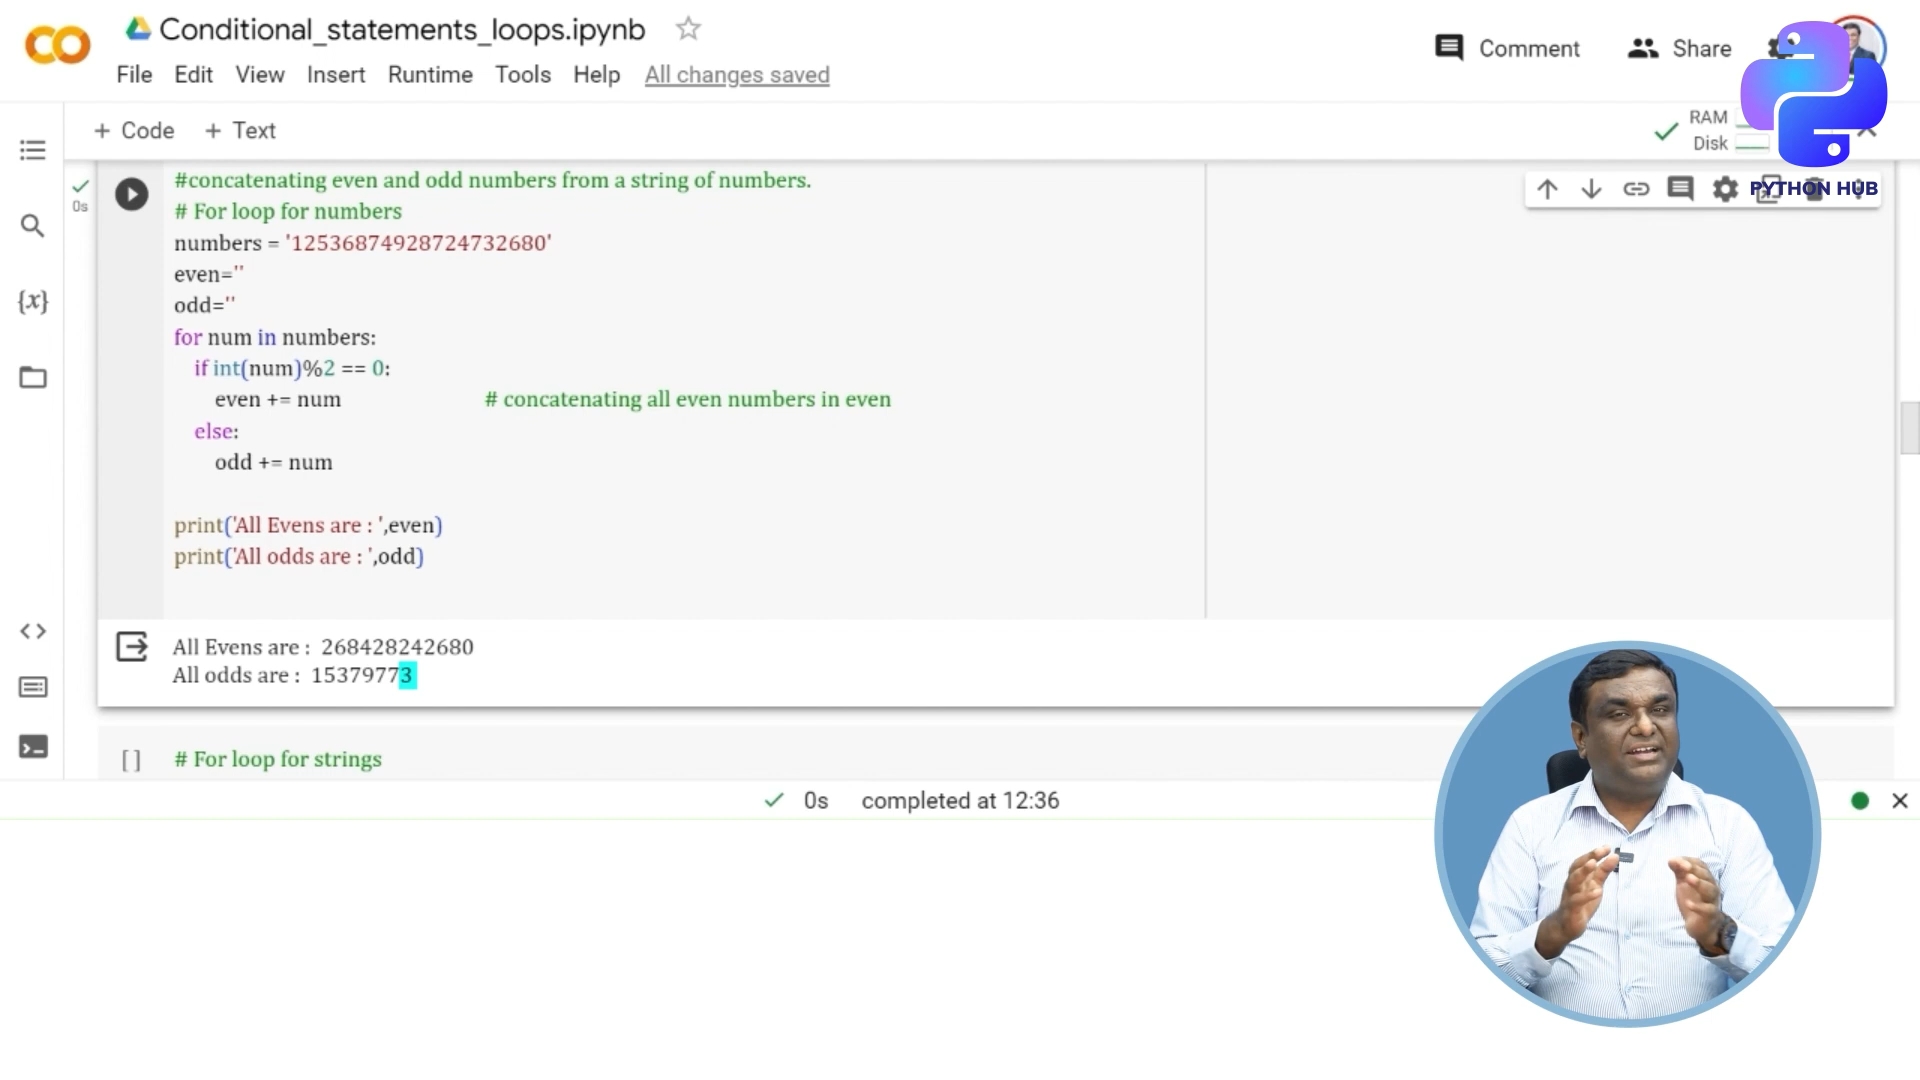 Conditional_statements_loops.ipynb
File Edit View Insert Runtime Tools Help All changes saved
Comment Share
+ Code + Text
RAM
Disk
PYTHON HUB
0s
#concatenating even and odd numbers from a string of numbers.
# For loop for numbers
numbers = '12536874928724732680'
even=''
odd=''
for num in numbers:
if int(num)%2 == 0:
even += num # concatenating all even numbers in even
else:
odd += num
print('All Evens are : ',even)
print('All odds are : ',odd)
All Evens are : 268428242680
All odds are : 15379773
[ ] # For loop for strings
0s completed at 12:36